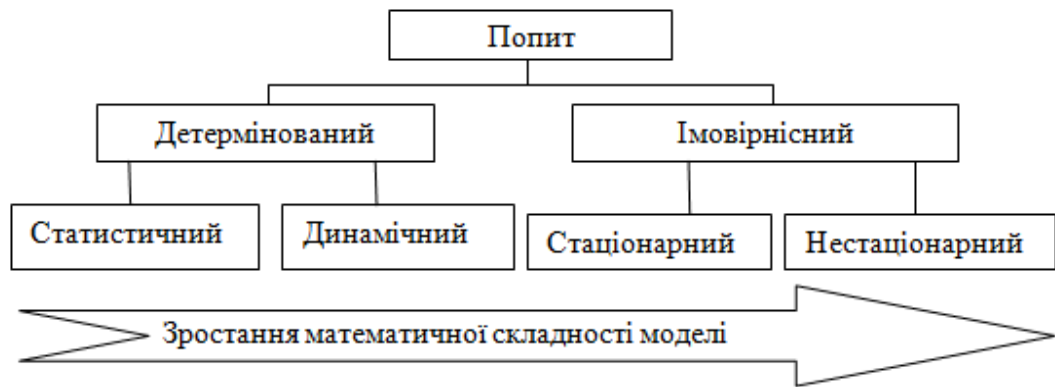 Попит
Детермінований
Імовірнісний
Статистичний
Динамічний
Стаціонарний
Нестаціонарний
Зростання математичної складності моделі